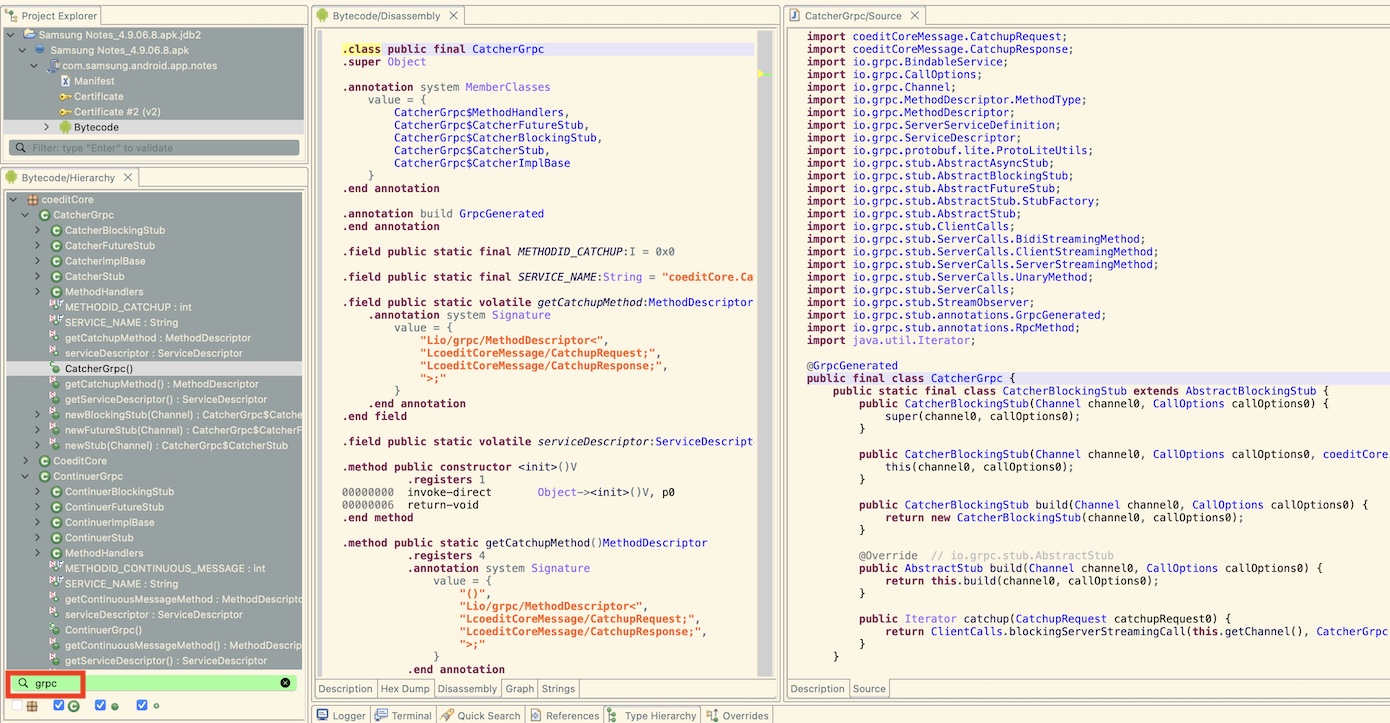 Project Explorer
Samsung Notes_4.9.06.8.apk.jdb2
Samsung Notes_4.9.06.8.apk
com.samsung.android.app.notes
Manifest
Certificate
Certificate #2 (v2)
Bytecode
Filter: type "Enter" to validate
Bytecode/Hierarchy
coeditCore
CatcherGrpc
CatcherBlockingStub
CatcherFutureStub
CatcherImplBase
CatcherStub
MethodHandlers
METHODID_CATCHUP : int
SERVICE_NAME : String
getCatchupMethod : MethodDescriptor
serviceDescriptor : ServiceDescriptor
CatcherGrpc()
getCatchupMethod() : MethodDescriptor
getServiceDescriptor() : ServiceDescriptor
newBlockingStub(Channel) : CatcherGrpc$Catche
newFutureStub(Channel) : CatcherGrpc$CatcherF
newStub(Channel) : CatcherGrpc$CatcherStub
CoeditCore
ContinuerGrpc
ContinuerBlockingStub
ContinuerFutureStub
ContinuerImplBase
ContinuerStub
MethodHandlers
METHODID_CONTINUOUS_MESSAGE : int
SERVICE_NAME : String
getContinuousMessageMethod : MethodDescripto
serviceDescriptor : ServiceDescriptor
ContinuerGrpc()
getContinuousMessageMethod() : MethodDescrip
getServiceDescriptor() : ServiceDescriptor
grpc
Bytecode/Disassembly
.class public final CatcherGrpc
.super Object
.annotation system MemberClasses
value = {
CatcherGrpc$MethodHandlers,
CatcherGrpc$CatcherFutureStub,
CatcherGrpc$CatcherBlockingStub,
CatcherGrpc$CatcherStub,
CatcherGrpc$CatcherImplBase
}
.end annotation
.annotation build GrpcGenerated
.end annotation
.field public static final METHODID_CATCHUP:I = 0x0
.field public static final SERVICE_NAME:String = "coeditCore.Ca
.field public static volatile getCatchupMethod:MethodDescriptor
.annotation system Signature
value = {
"Lio/grpc/MethodDescriptor<",
"LcoeditCoreMessage/CatchupRequest;",
"LcoeditCoreMessage/CatchupResponse;",
">;"
}
.end annotation
.end field
.field public static volatile serviceDescriptor:ServiceDescript
.method public constructor <init>()V
.registers 1
00000000 invoke-direct Object-><init>()V, p0
00000006 return-void
.end method
.method public static getCatchupMethod()MethodDescriptor
.registers 4
.annotation system Signature
value = {
"()",
"Lio/grpc/MethodDescriptor<",
"LcoeditCoreMessage/CatchupRequest;",
"LcoeditCoreMessage/CatchupResponse;",
">;"
}
.end annotation
Description Hex Dump Disassembly Graph Strings
CatcherGrpc/Source
import coeditCoreMessage.CatchupRequest;
import coeditCoreMessage.CatchupResponse;
import io.grpc.BindableService;
import io.grpc.CallOptions;
import io.grpc.Channel;
import io.grpc.MethodDescriptor.MethodType;
import io.grpc.MethodDescriptor;
import io.grpc.ServerServiceDefinition;
import io.grpc.ServiceDescriptor;
import io.grpc.protobuf.lite.ProtoLiteUtils;
import io.grpc.stub.AbstractAsyncStub;
import io.grpc.stub.AbstractBlockingStub;
import io.grpc.stub.AbstractFutureStub;
import io.grpc.stub.AbstractStub.StubFactory;
import io.grpc.stub.AbstractStub;
import io.grpc.stub.ClientCalls;
import io.grpc.stub.ServerCalls.BidiStreamingMethod;
import io.grpc.stub.ServerCalls.ClientStreamingMethod;
import io.grpc.stub.ServerCalls.ServerStreamingMethod;
import io.grpc.stub.ServerCalls.UnaryMethod;
import io.grpc.stub.ServerCalls;
import io.grpc.stub.StreamObserver;
import io.grpc.stub.annotations.GrpcGenerated;
import io.grpc.stub.annotations.RpcMethod;
import java.util.Iterator;
@GrpcGenerated
public final class CatcherGrpc {
public static final class CatcherBlockingStub extends AbstractBlockingStub {
public CatcherBlockingStub(Channel channel0, CallOptions callOptions0) {
super(channel0, callOptions0);
}
public CatcherBlockingStub(Channel channel0, CallOptions callOptions0, coeditCore
this(channel0, callOptions0);
}
public CatcherBlockingStub build(Channel channel0, CallOptions callOptions0) {
return new CatcherBlockingStub(channel0, callOptions0);
}
@Override // io.grpc.stub.AbstractStub
public AbstractStub build(Channel channel0, CallOptions callOptions0) {
return this.build(channel0, callOptions0);
}
public Iterator catchup(CatchupRequest catchupRequest0) {
return ClientCalls.blockingServerStreamingCall(this.getChannel(), CatcherGrpc
}
}
Description Source
Logger Terminal Quick Search References Type Hierarchy Overrides